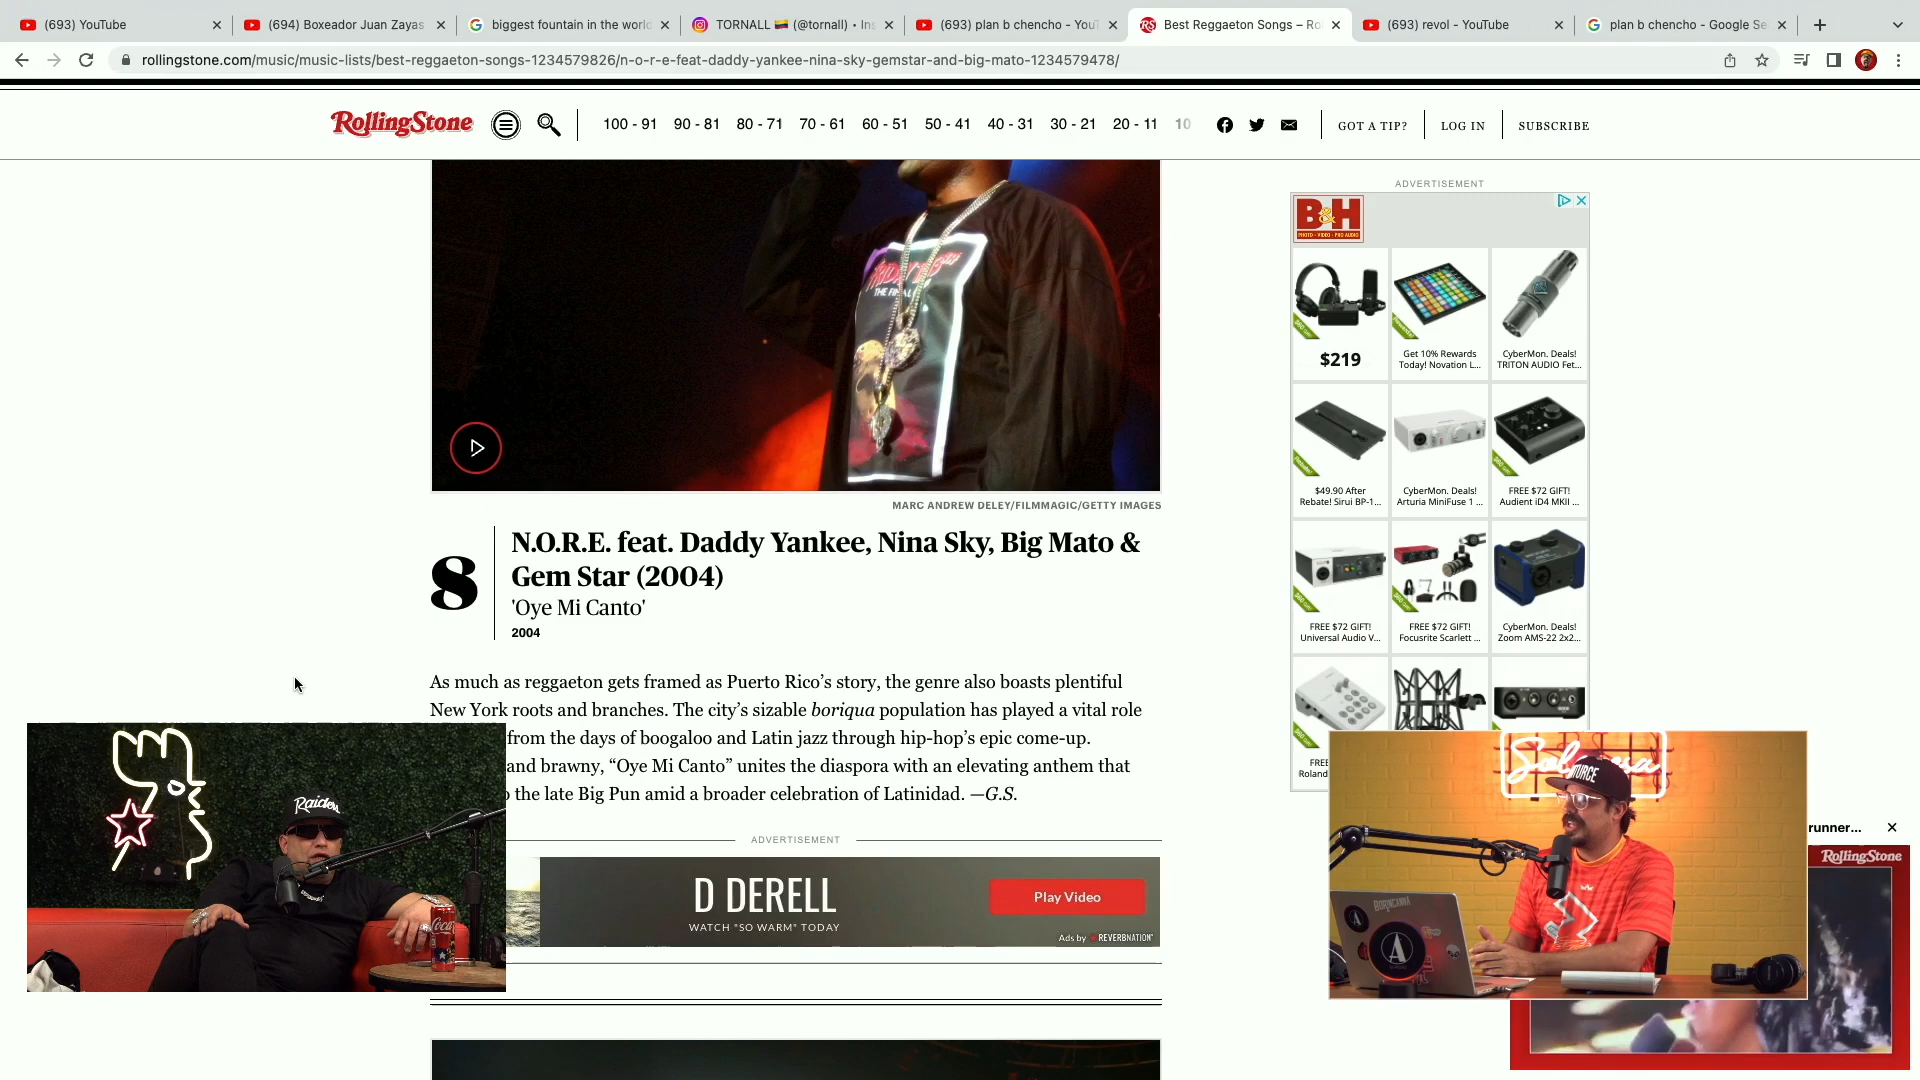 (693) YouTube
(694) Boxeador Juan Zayas
biggest fountain in the world
TORNALL 🇨🇴 (@tornall) • Ins
(693) plan b chencho - YouT
Best Reggaeton Songs – Ro
(693) revol - YouTube
plan b chencho - Google Se
rollingstone.com/music/music-lists/best-reggaeton-songs-1234579826/n-o-r-e-feat-daddy-yankee-nina-sky-gemstar-and-big-mato-1234579478/
RollingStone
100 - 91 90 - 81 80 - 71 70 - 61 60 - 51 50 - 41 40 - 31 30 - 21 20 - 11 10
GOT A TIP? LOG IN SUBSCRIBE
THE FINAL
MARC ANDREW DELEY/FILMMAGIC/GETTY IMAGES
8
N.O.R.E. feat. Daddy Yankee, Nina Sky, Big Mato &
Gem Star (2004)
'Oye Mi Canto'
2004
As much as reggaeton gets framed as Puerto Rico’s story, the genre also boasts plentiful
New York roots and branches. The city’s sizable boriqua population has played a vital role
from the days of boogaloo and Latin jazz through hip-hop’s epic come-up.
and brawny, “Oye Mi Canto” unites the diaspora with an elevating anthem that
the late Big Pun amid a broader celebration of Latinidad. —G.S.
ADVERTISEMENT
D DERELL
WATCH "SO WARM" TODAY
Play Video
Ads by REVERBNATION
ADVERTISEMENT
B&H
PHOTO • VIDEO • PRO AUDIO
$219
Get 10% Rewards
Today! Novation L...
CyberMon. Deals!
TRITON AUDIO Fet...
$49.90 After
Rebate! Sirui BP-1...
CyberMon. Deals!
Arturia MiniFuse 1 ...
FREE $72 GIFT!
Audient iD4 MKII ...
FREE $72 GIFT!
Universal Audio V...
FREE $72 GIFT!
Focusrite Scarlett ...
CyberMon. Deals!
Zoom AMS-22 2x2...
FREE
Roland
Raiders
Coca
BORINCANNA
A
runner...
RollingStone